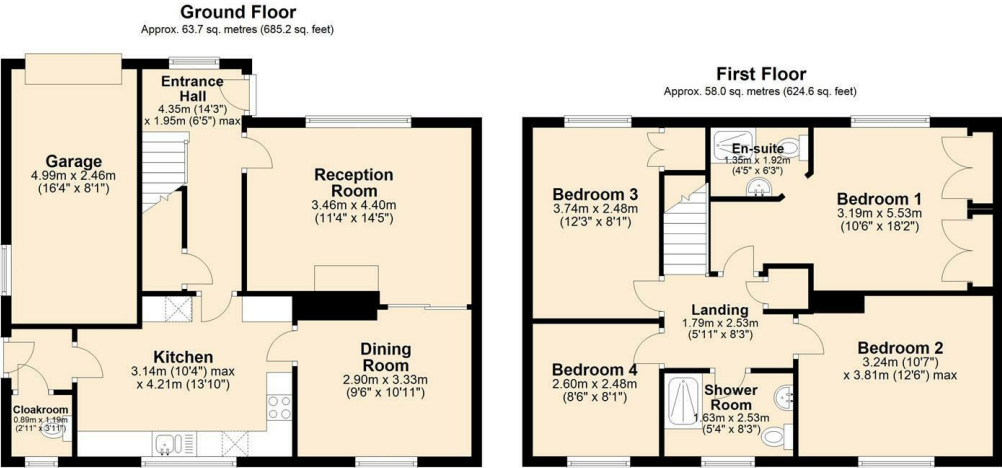 Ground Floor
Approx. 63.7 sq. metres (685.2 sq. feet)
Entrance
Hall
4.35m (14'3")
x 1.95m (6'5") max
Garage
4.99m x 2.46m
(16'4" x 8'1")
Reception
Room
3.46m x 4.40m
(11'4" x 14'5")
Kitchen
3.14m (10'4") max
x 4.21m (13'10")
Dining
Room
2.90m x 3.33m
(9'6" x 10'11")
Cloakroom
0.89m x 1.19m
(2'11" x 3'11")
First Floor
Approx. 58.0 sq. metres (624.6 sq. feet)
En-suite
1.35m x 1.92m
(4'5" x 6'3")
Bedroom 3
3.74m x 2.48m
(12'3" x 8'1")
Bedroom 1
3.19m x 5.53m
(10'6" x 18'2")
Landing
1.79m x 2.53m
(5'11" x 8'3")
Bedroom 2
3.24m (10'7")
x 3.81m (12'6") max
Bedroom 4
2.60m x 2.48m
(8'6" x 8'1")
Shower
Room
1.63m x 2.53m
(5'4" x 8'3")